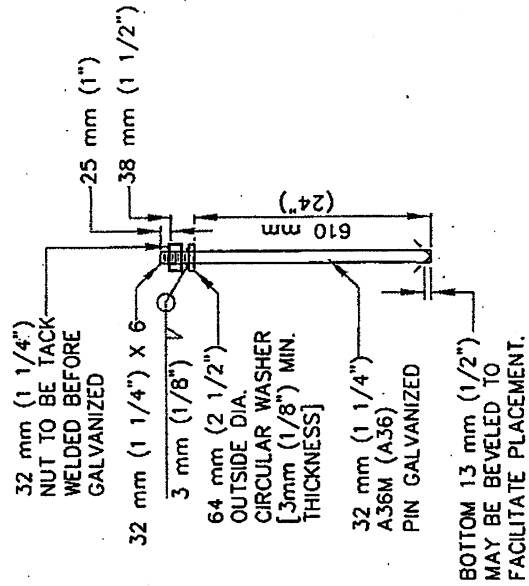 32 mm (1 1/4")
NUT TO BE TACK
WELDED BEFORE
GALVANIZED
25 mm (1")
38 mm (1 1/2")
32 mm (1 1/4") X 6
3 mm (1/8")
64 mm (2 1/2")
OUTSIDE DIA.
CIRCULAR WASHER
[3mm (1/8") MIN.
THICKNESS]
610 mm
(24")
32 mm (1 1/4")
A36M (A36)
PIN GALVANIZED
BOTTOM 13 mm (1/2")
MAY BE BEVELED TO
FACILITATE PLACEMENT.